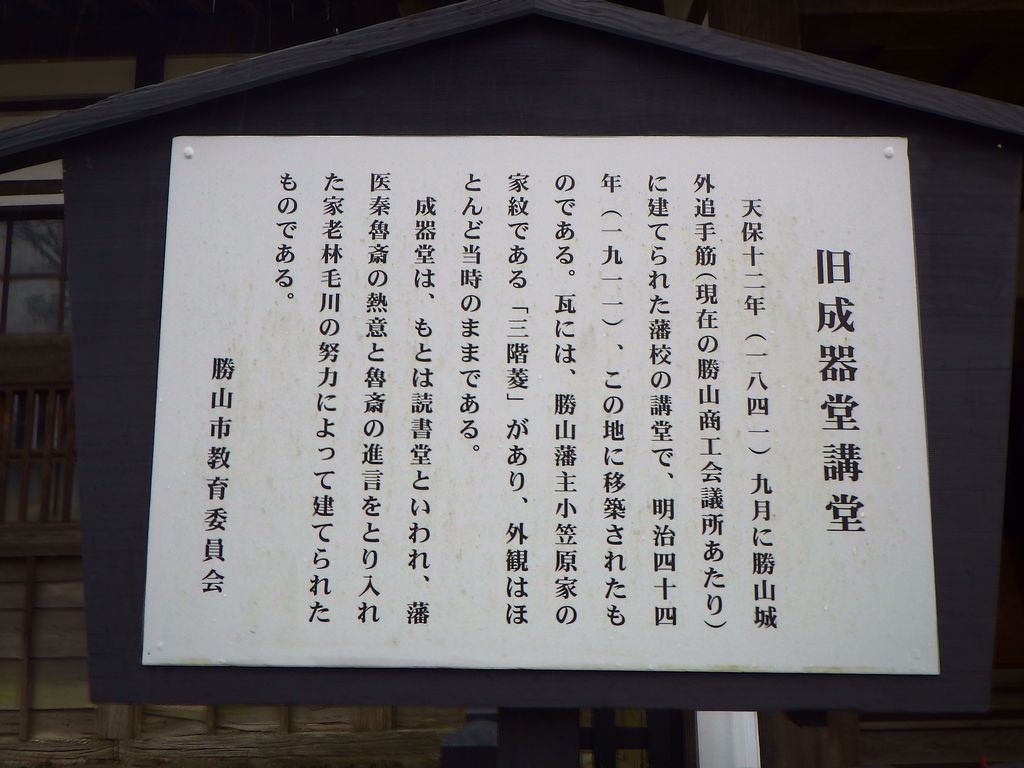 旧成器堂講堂
天保十二年（一八四一）九月に勝山城
外追手筋（現在の勝山商工会議所あたり）
に建てられた藩校の講堂で、明治四十四
年（一九一一）、この地に移築されたも
のである。瓦には、勝山藩主小笠原家の
家紋である「三階菱」があり、外観はほ
とんど当時のままである。
成器堂は、もとは読書堂といわれ、藩
医秦魯斎の熱意と魯斎の進言をとり入れ
た家老林毛川の努力によって建てられた
ものである。
勝山市教育委員会